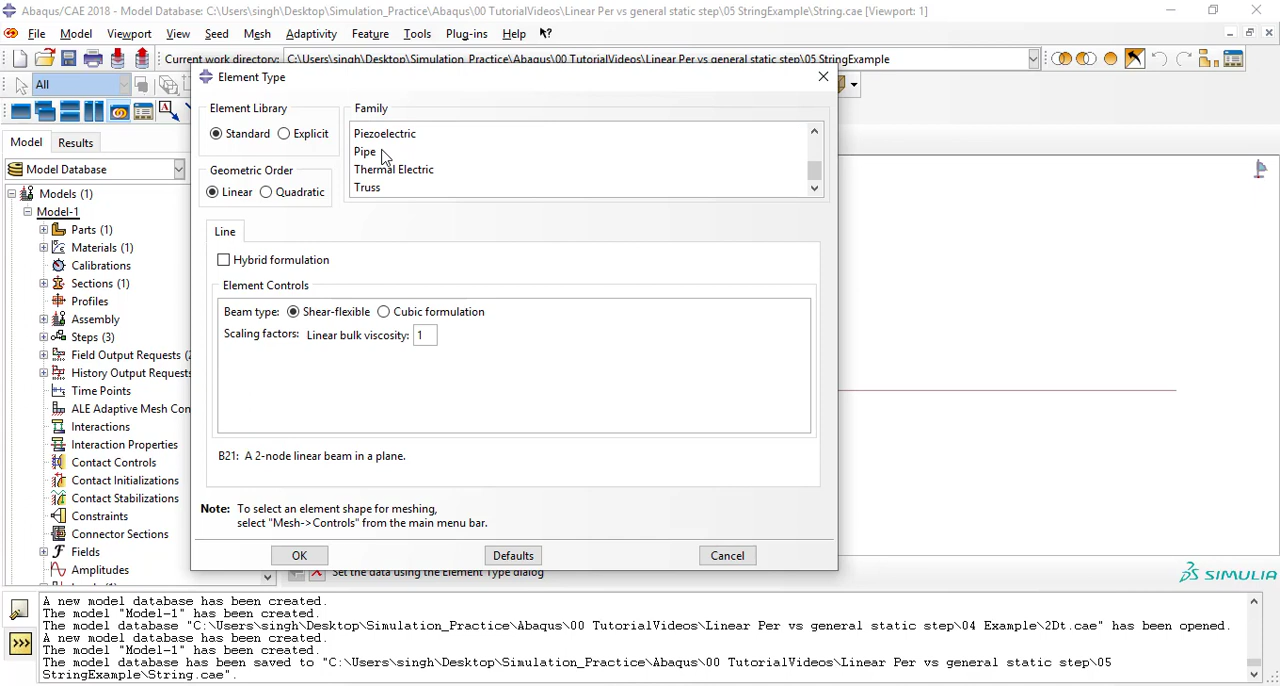 Abaqus/CAE 2018 - Model Database: C:\Users\singh\Desktop\Simulation_Practice\Abaqus\00 TutorialVideos\Linear Per vs general static step\05 StringExample\String.cae [Viewport: 1]
File Model Viewport View Seed Mesh Adaptivity Feature Tools Plug-ins Help
Current work directory: C:\Users\singh\Desktop\Simulation_Practice\Abaqus\00 TutorialVideos\Linear Per vs general static step\05 StringExample
Element Type
All
Element Library
Family
Standard Explicit
Piezoelectric
Pipe
Thermal Electric
Truss
Geometric Order
Linear Quadratic
Model Results
Model Database
Models (1)
Model-1
Parts (1)
Materials (1)
Calibrations
Sections (1)
Profiles
Assembly
Steps (3)
Field Output Requests (2
History Output Requests
Time Points
ALE Adaptive Mesh Con
Interactions
Interaction Properties
Contact Controls
Contact Initializations
Contact Stabilizations
Constraints
Connector Sections
Fields
Amplitudes
Line
Hybrid formulation
Element Controls
Beam type: Shear-flexible Cubic formulation
Scaling factors: Linear bulk viscosity: 1
B21: A 2-node linear beam in a plane.
Note: To select an element shape for meshing,
select "Mesh->Controls" from the main menu bar.
OK Defaults Cancel
Set the data using the Element Type dialog
SIMULIA
A new model database has been created.
The model "Model-1" has been created.
The model database "C:\Users\singh\Desktop\Simulation_Practice\Abaqus\00 TutorialVideos\Linear Per vs general static step\04 Example\2Dt.cae" has been opened.
A new model database has been created.
The model "Model-1" has been created.
The model database has been saved to "C:\Users\singh\Desktop\Simulation_Practice\Abaqus\00 TutorialVideos\Linear Per vs general static step\05
StringExample\String.cae".